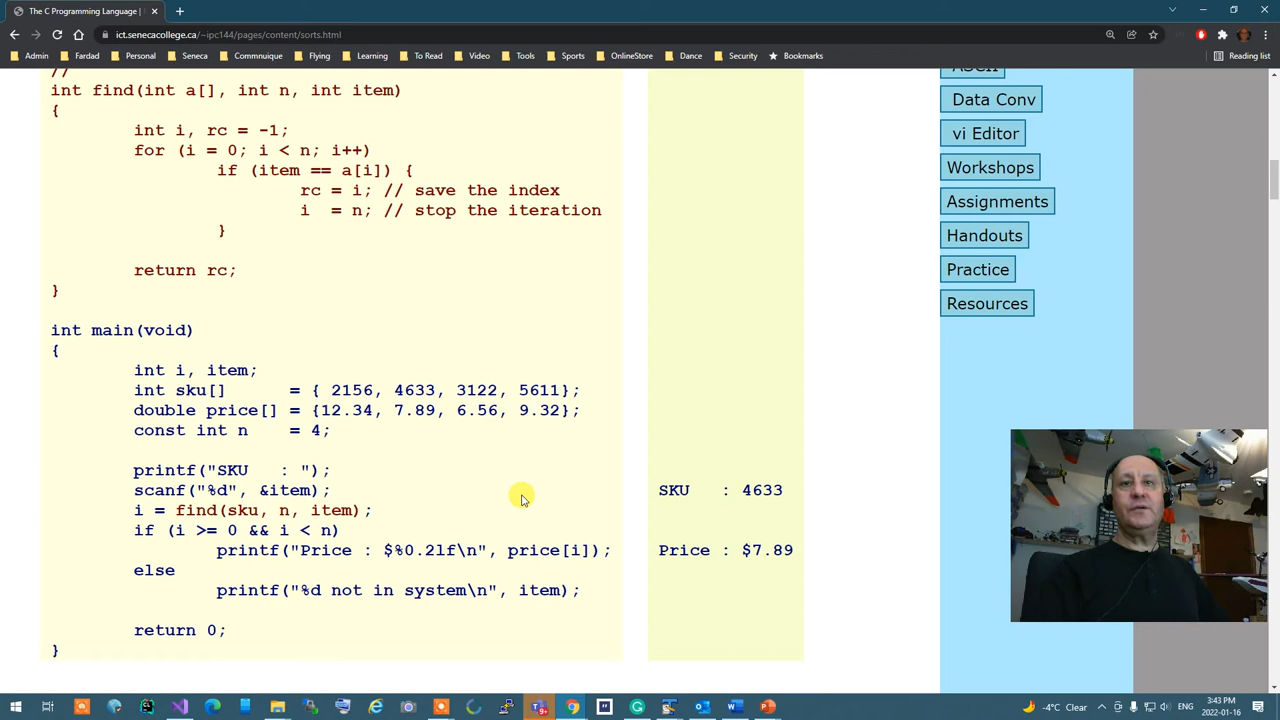 The C Programming Language |
ict.senecacollege.ca/~ipc144/pages/content/sorts.html
Admin
Fardad
Personal
Seneca
Commnuique
Flying
Learning
To Read
Video
Tools
Sports
OnlineStore
Dance
Security
Bookmarks
Reading list
//
int find(int a[], int n, int item)
{
int i, rc = -1;
for (i = 0; i < n; i++)
if (item == a[i]) {
rc = i; // save the index
i = n; // stop the iteration
}
return rc;
}
int main(void)
{
int i, item;
int sku[] = { 2156, 4633, 3122, 5611};
double price[] = {12.34, 7.89, 6.56, 9.32};
const int n = 4;
printf("SKU : ");
scanf("%d", &item);
i = find(sku, n, item);
if (i >= 0 && i < n)
printf("Price : $%0.2lf\n", price[i]);
else
printf("%d not in system\n", item);
return 0;
}
SKU : 4633
Price : $7.89
ASCII
Data Conv
vi Editor
Workshops
Assignments
Handouts
Practice
Resources
-4°C Clear
ENG
3:43 PM
2022-01-16